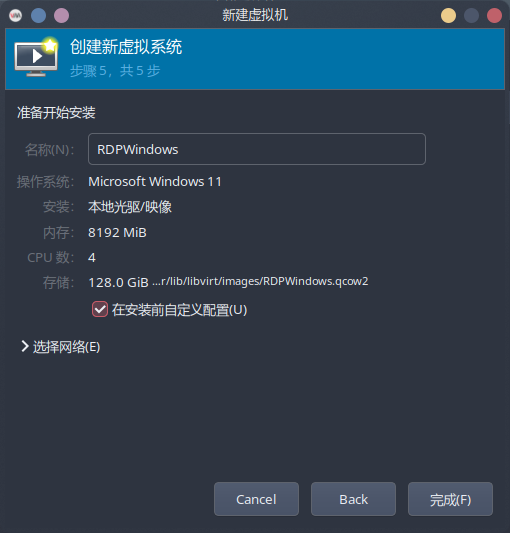 新建虚拟机
创建新虚拟系统
步骤 5，共 5 步
准备开始安装
名称(N)： RDPWindows
操作系统： Microsoft Windows 11
安装： 本地光驱/映像
内存： 8192 MiB
CPU 数： 4
存储： 128.0 GiB ...r/lib/libvirt/images/RDPWindows.qcow2
在安装前自定义配置(U)
选择网络(E)
Cancel Back 完成(F)